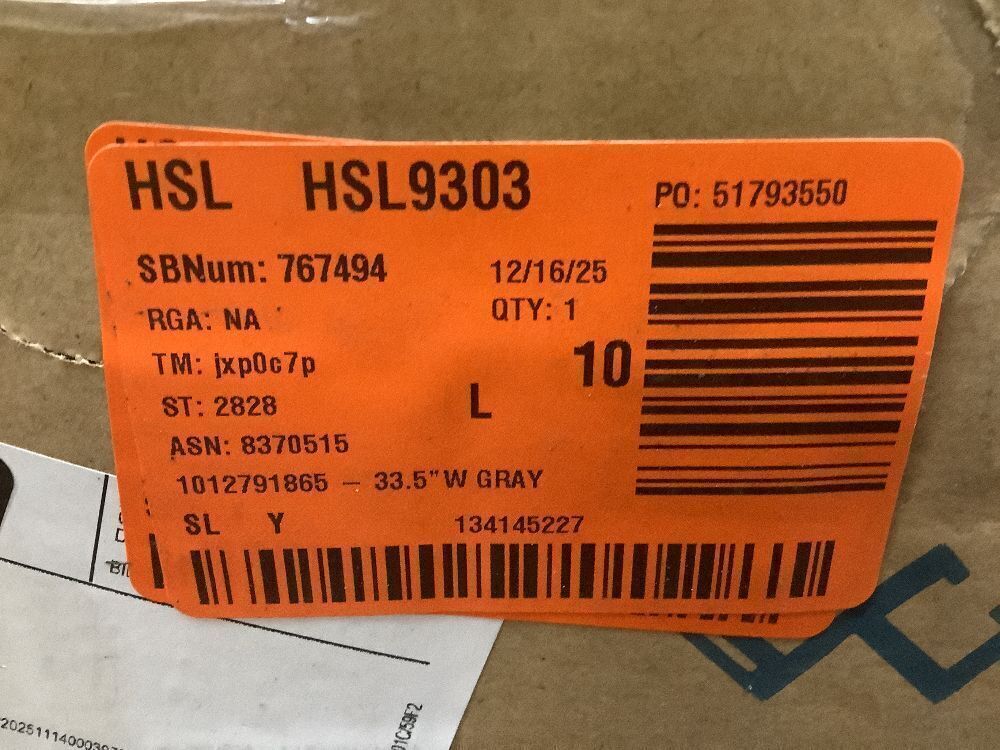 HSL HSL9303
PO: 51793550
SBNum: 767494
12/16/25
RGA: NA
QTY: 1
TM: jxp0c7p
10
ST: 2828
L
ASN: 8370515
1012791865 – 33.5"W GRAY
SL Y
134145227